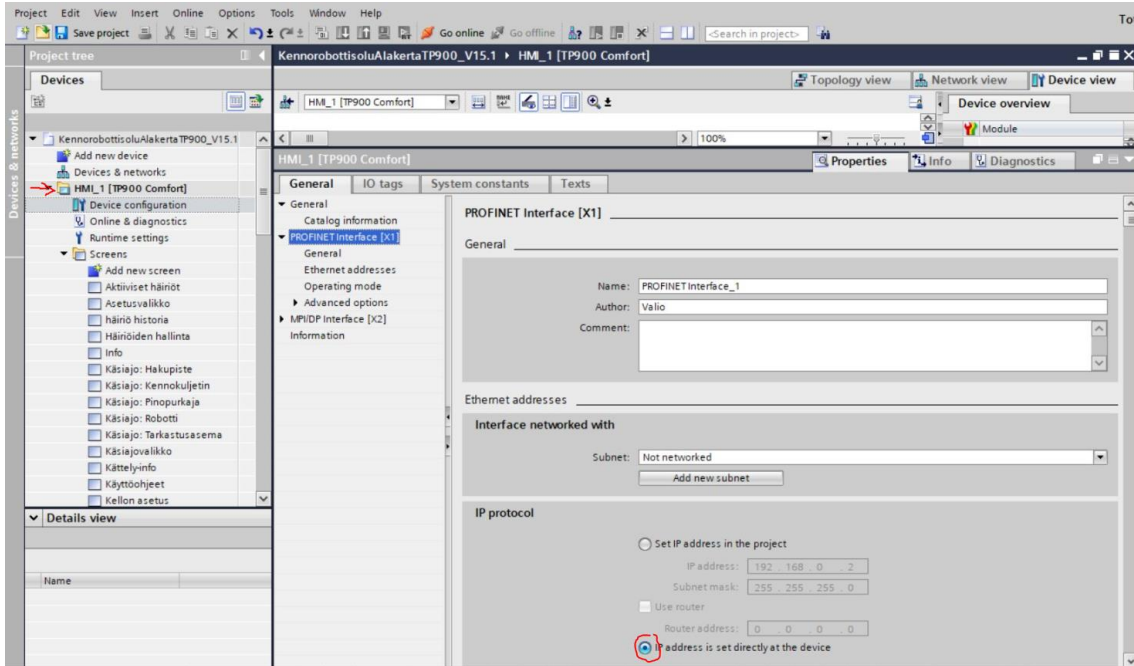 Project Edit View Insert Online Options Tools Window Help
Save project Go online Go offline <Search in project>
Project tree
KennorobottisoluAlakertaTP900_V15.1 HMI_1 [TP900 Comfort]
Devices
Topology view Network view Device view
HMI_1 [TP900 Comfort]
Device overview
Module
100%
Devices & networks
KennorobottisoluAlakertaTP900_V15.1
Add new device
Devices & networks
HMI_1 [TP900 Comfort]
Device configuration
Online & diagnostics
Runtime settings
Screens
Add new screen
Aktiiviset häiriöt
Asetusvalikko
häiriö historia
Häiriöiden hallinta
Info
Käsiajo: Hakupiste
Käsiajo: Kennokuljetin
Käsiajo: Pinopurkaja
Käsiajo: Robotti
Käsiajo: Tarkastusasema
Käsiajovalikko
Kättely-info
Käyttöohjeet
Kellon asetus
Details view
Name
HMI_1 [TP900 Comfort]
Properties Info Diagnostics
General IO tags System constants Texts
General
Catalog information
PROFINET Interface [X1]
General
Ethernet addresses
Operating mode
Advanced options
MPI/DP Interface [X2]
Information
PROFINET Interface [X1]
General
Name: PROFINET Interface_1
Author: Valio
Comment:
Ethernet addresses
Interface networked with
Subnet: Not networked
Add new subnet
IP protocol
Set IP address in the project
IP address: 192 . 168 . 0 . 2
Subnet mask: 255 . 255 . 255 . 0
Use router
Router address: 0 . 0 . 0 . 0
IP address is set directly at the device